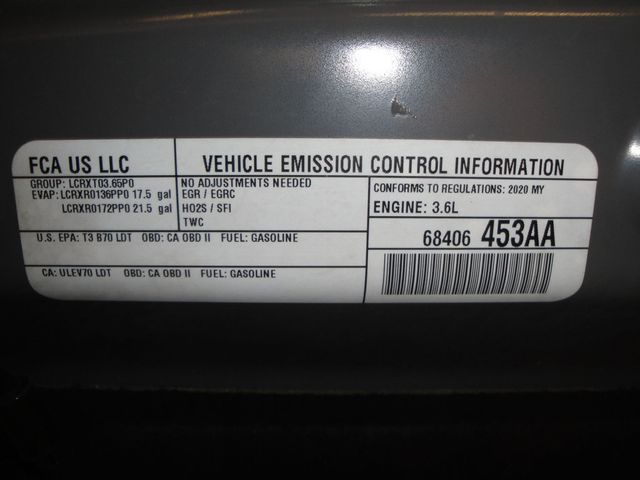 FCA US LLC
VEHICLE EMISSION CONTROL INFORMATION
GROUP: LCRXT03.65P0
EVAP: LCRXR0136PP0 17.5 gal
LCRXR0172PP0 21.5 gal
NO ADJUSTMENTS NEEDED
EGR / EGRC
HO2S / SFI
TWC
CONFORMS TO REGULATIONS: 2020 MY
ENGINE: 3.6L
U.S. EPA: T3 B70 LDT OBD: CA OBD II FUEL: GASOLINE
CA: ULEV70 LDT OBD: CA OBD II FUEL: GASOLINE
68406 453AA